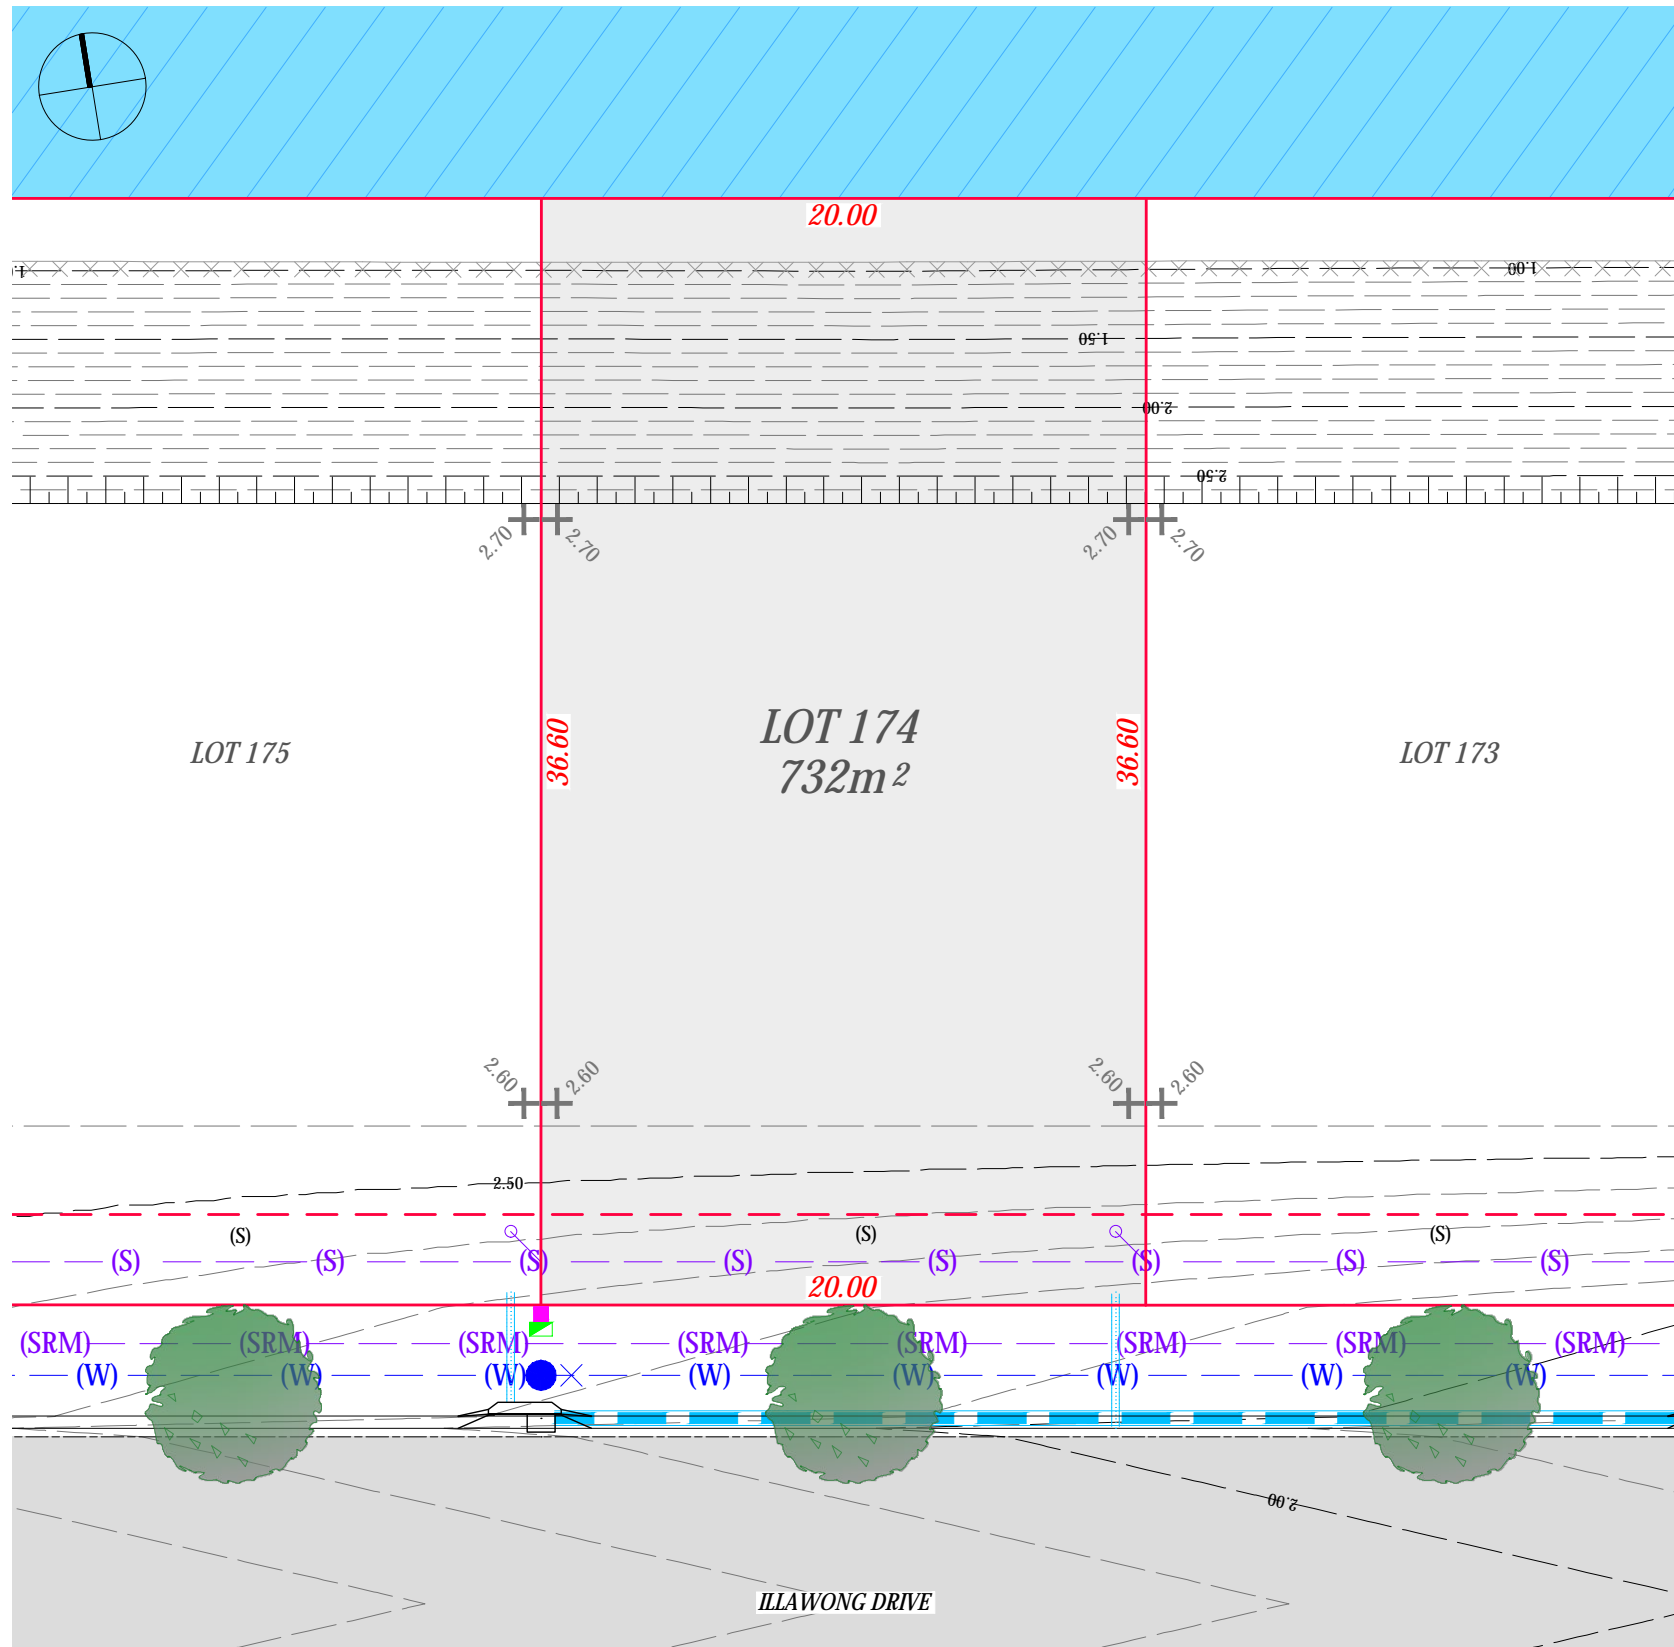 20.00
1.0
1.00
1.50
2.00
2.50
2.70
2.70
2.70
2.70
LOT 175
36.60
LOT 174
732m²
36.60
LOT 173
2.60
2.60
2.60
2.60
2.50
(S)
(S)
(S)
(S) (S) (S) (S) (S) (S) (S) (S)
20.00
(SRM) (SRM) (SRM) (SRM) (SRM) (SRM) (SRM) (SRM)
(W) (W) (W) (W) (W) (W) (W) (W)
2.00
ILLAWONG DRIVE